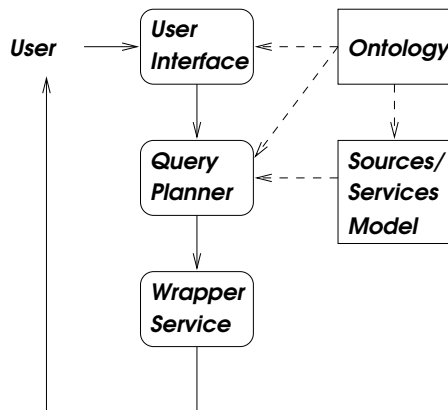 User
User
Interface
Ontology
Query
Planner
Sources/
Services
Model
Wrapper
Service